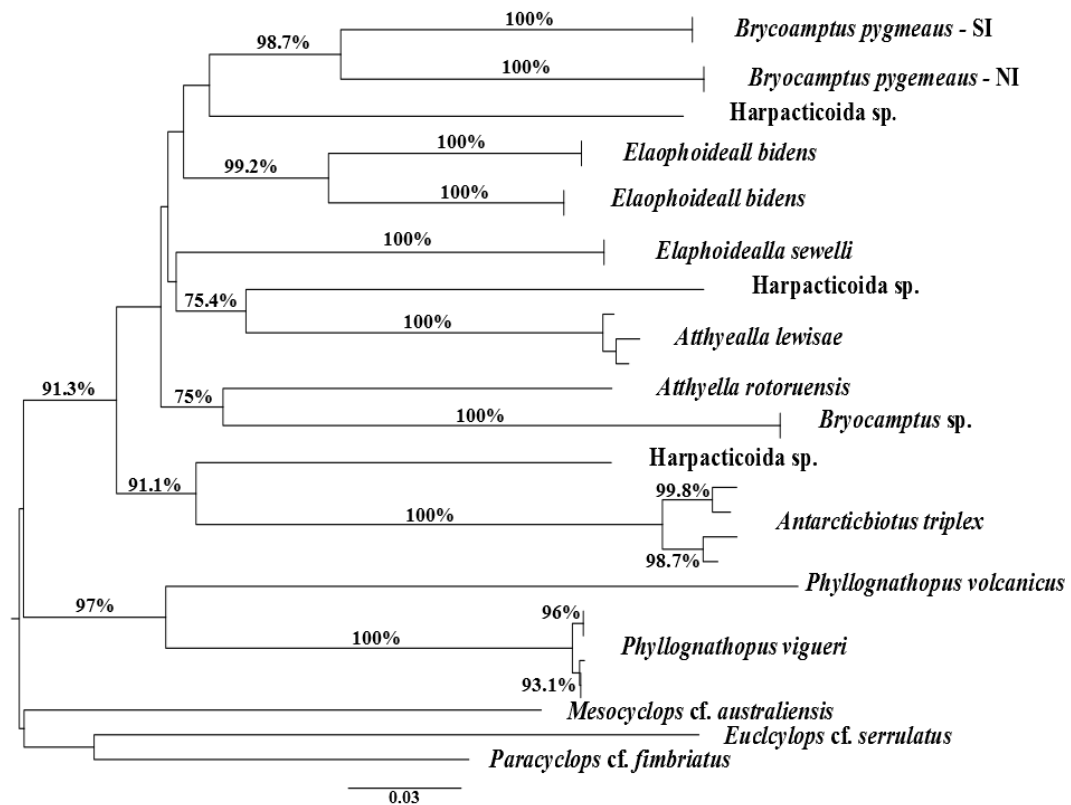 100%
98.7%
Brycoamptus pygmeaus - SI
100%
Bryocamptus pygemeaus - NI
Harpacticoida sp.
100%
Elaophoideall bidens
99.2%
100%
Elaophoideall bidens
100%
Elaphoidealla sewelli
75.4%
Harpacticoida sp.
100%
Atthyealla lewisae
91.3%
75%
Atthyella rotoruensis
100%
Bryocamptus sp.
Harpacticoida sp.
91.1%
99.8%
100%
Antarcticbiotus triplex
98.7%
Phyllognathopus volcanicus
97%
96%
100%
Phyllognathopus vigueri
93.1%
Mesocyclops cf. australiensis
Euclcylops cf. serrulatus
Paracyclops cf. fimbriatus
0.03